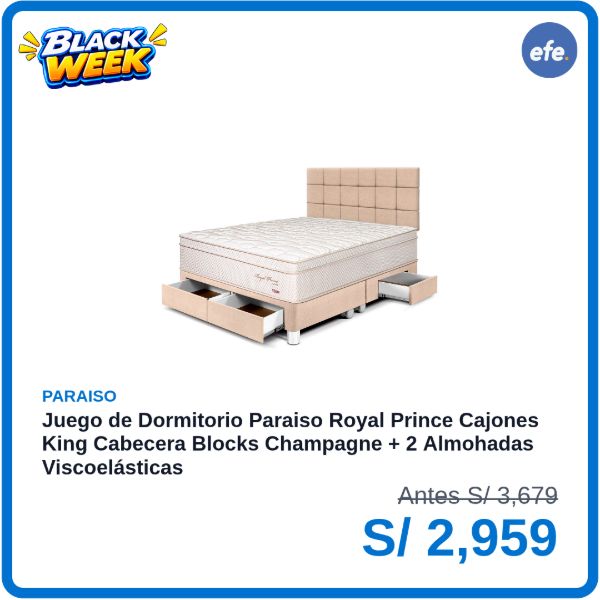 BLACK
WEEK
efe.
PARAISO
Juego de Dormitorio Paraiso Royal Prince Cajones
King Cabecera Blocks Champagne + 2 Almohadas
Viscoelásticas
Antes S/ 3,679
S/ 2,959